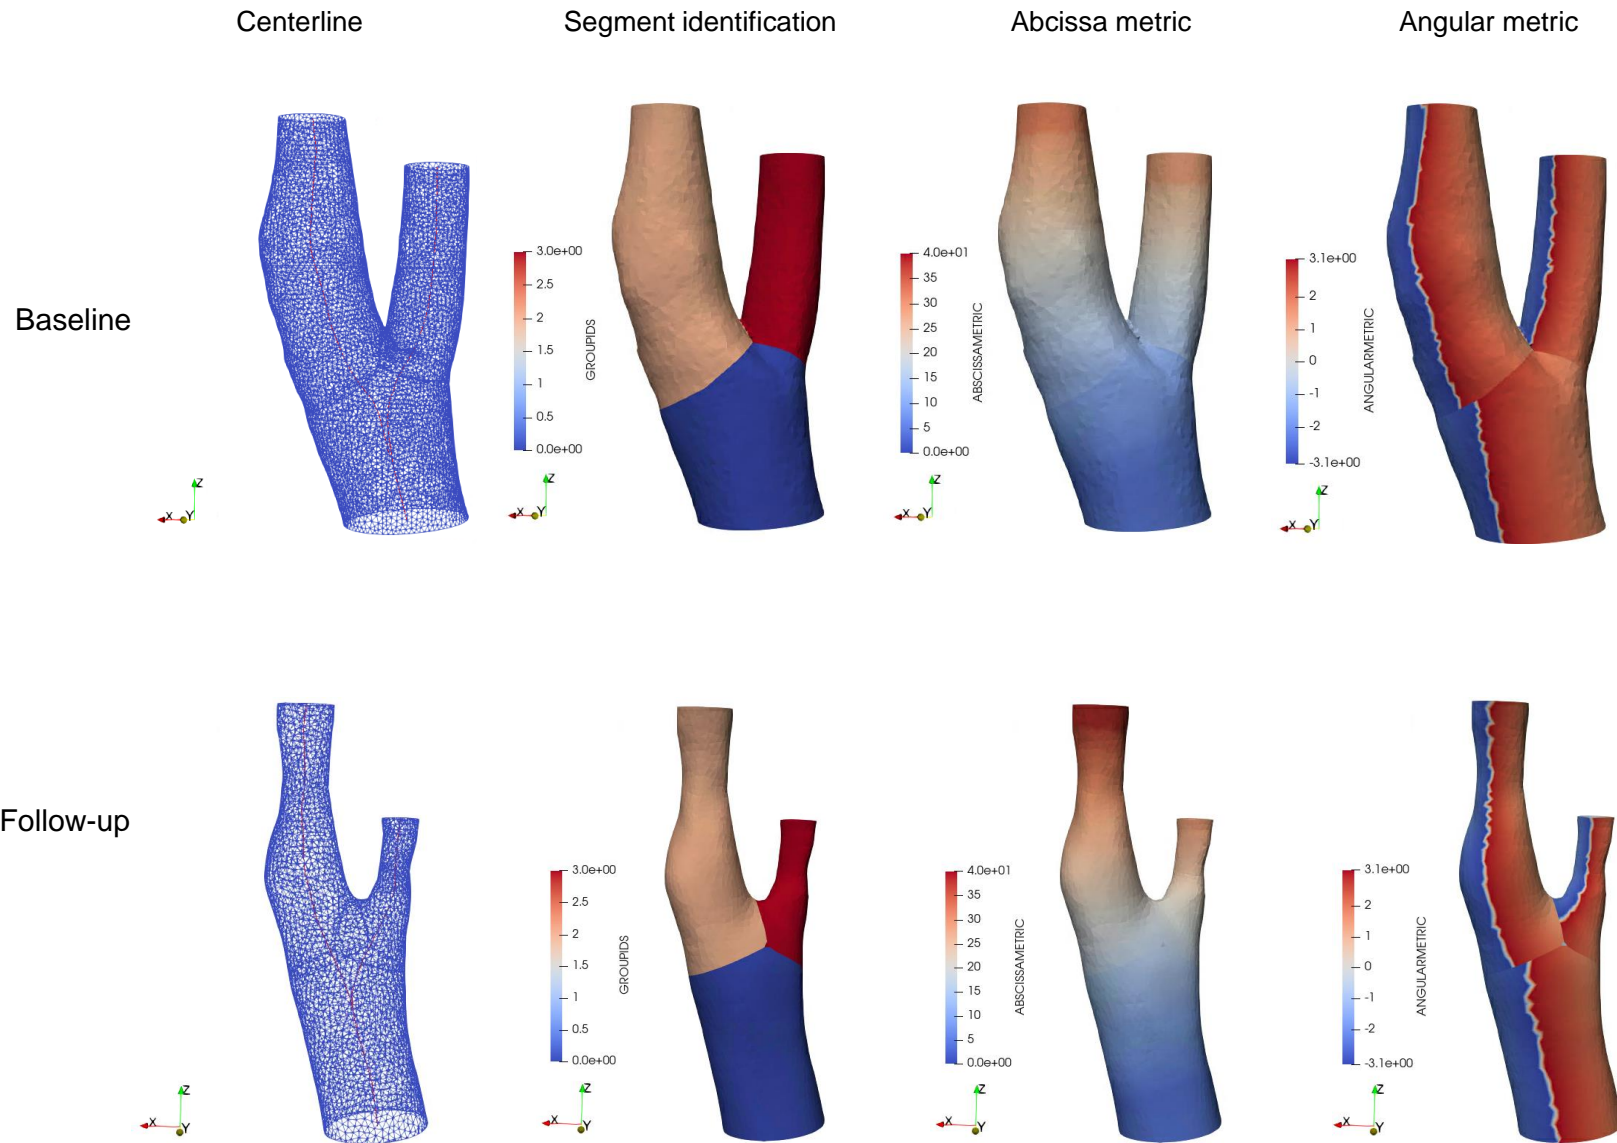 Centerline
Segment identification
Abcissa metric
Angular metric
Baseline
3.0e+00
2.5
2
1.5
1
0.5
0.0e+00
GROUPIDS
4.0e+01
35
30
25
20
15
10
5
0.0e+00
ABSCISSAMETRIC
3.1e+00
2
1
0
-1
-2
-3.1e+00
ANGULARMETRIC
X Y Z
X Y Z
X Y Z
X Y Z
Follow-up
3.0e+00
2.5
2
1.5
1
0.5
0.0e+00
GROUPIDS
4.0e+01
35
30
25
20
15
10
5
0.0e+00
ABSCISSAMETRIC
3.1e+00
2
1
0
-1
-2
-3.1e+00
ANGULARMETRIC
X Y Z
X Y Z
X Y Z
X Y Z